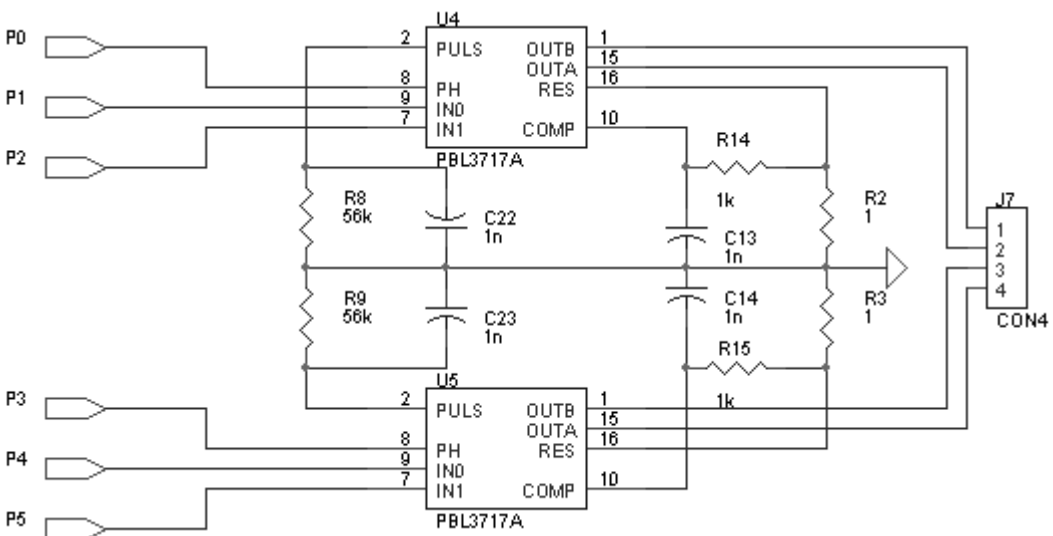 U4
P0
2
PULS
OUTB
1
OUTA
15
8
PH
RES
16
P1
9
IN0
7
IN1
COMP
10
P2
PBL3717A
R14
R8
56k
1k
R2
1
C22
1n
C13
1n
J7
1
2
3
4
CON4
R9
56k
C23
1n
C14
1n
R3
1
R15
1k
U5
P3
2
PULS
OUTB
1
OUTA
15
8
PH
RES
16
P4
9
IN0
7
IN1
COMP
10
P5
PBL3717A